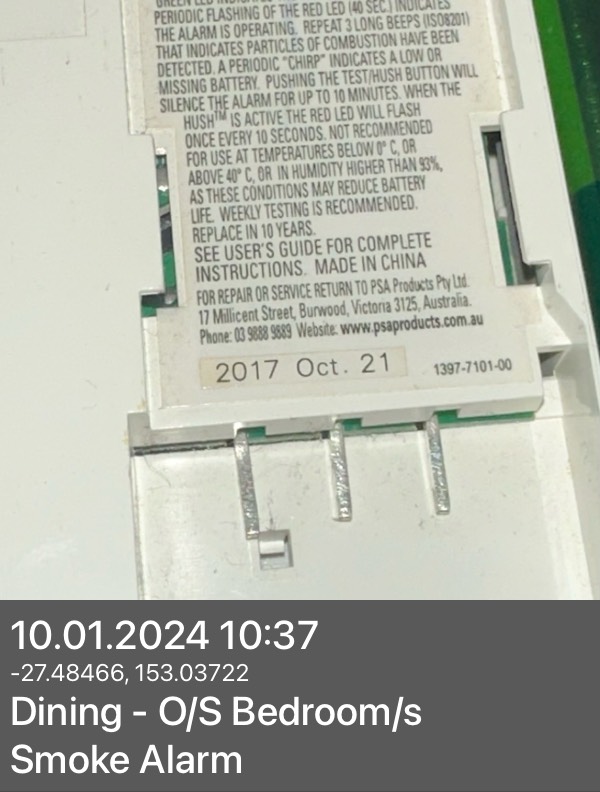 PERIODIC FLASHING OF THE RED LED (40 SEC.) INDICATES
THE ALARM IS OPERATING. REPEAT 3 LONG BEEPS (ISO8201)
THAT INDICATES PARTICLES OF COMBUSTION HAVE BEEN
DETECTED. A PERIODIC "CHIRP" INDICATES A LOW OR
MISSING BATTERY. PUSHING THE TEST/HUSH BUTTON WILL
SILENCE THE ALARM FOR UP TO 10 MINUTES. WHEN THE
HUSH™ IS ACTIVE THE RED LED WILL FLASH
ONCE EVERY 10 SECONDS. NOT RECOMMENDED
FOR USE AT TEMPERATURES BELOW 0° C, OR
ABOVE 40° C, OR IN HUMIDITY HIGHER THAN 93%,
AS THESE CONDITIONS MAY REDUCE BATTERY
LIFE. WEEKLY TESTING IS RECOMMENDED.
REPLACE IN 10 YEARS.
SEE USER'S GUIDE FOR COMPLETE
INSTRUCTIONS. MADE IN CHINA
FOR REPAIR OR SERVICE RETURN TO PSA Products Pty Ltd.
17 Millicent Street, Burwood, Victoria 3125, Australia.
Phone: 03 9888 9889 Website: www.psaproducts.com.au
2017 Oct. 21 1397-7101-00
10.01.2024 10:37
-27.48466, 153.03722
Dining - O/S Bedroom/s
Smoke Alarm